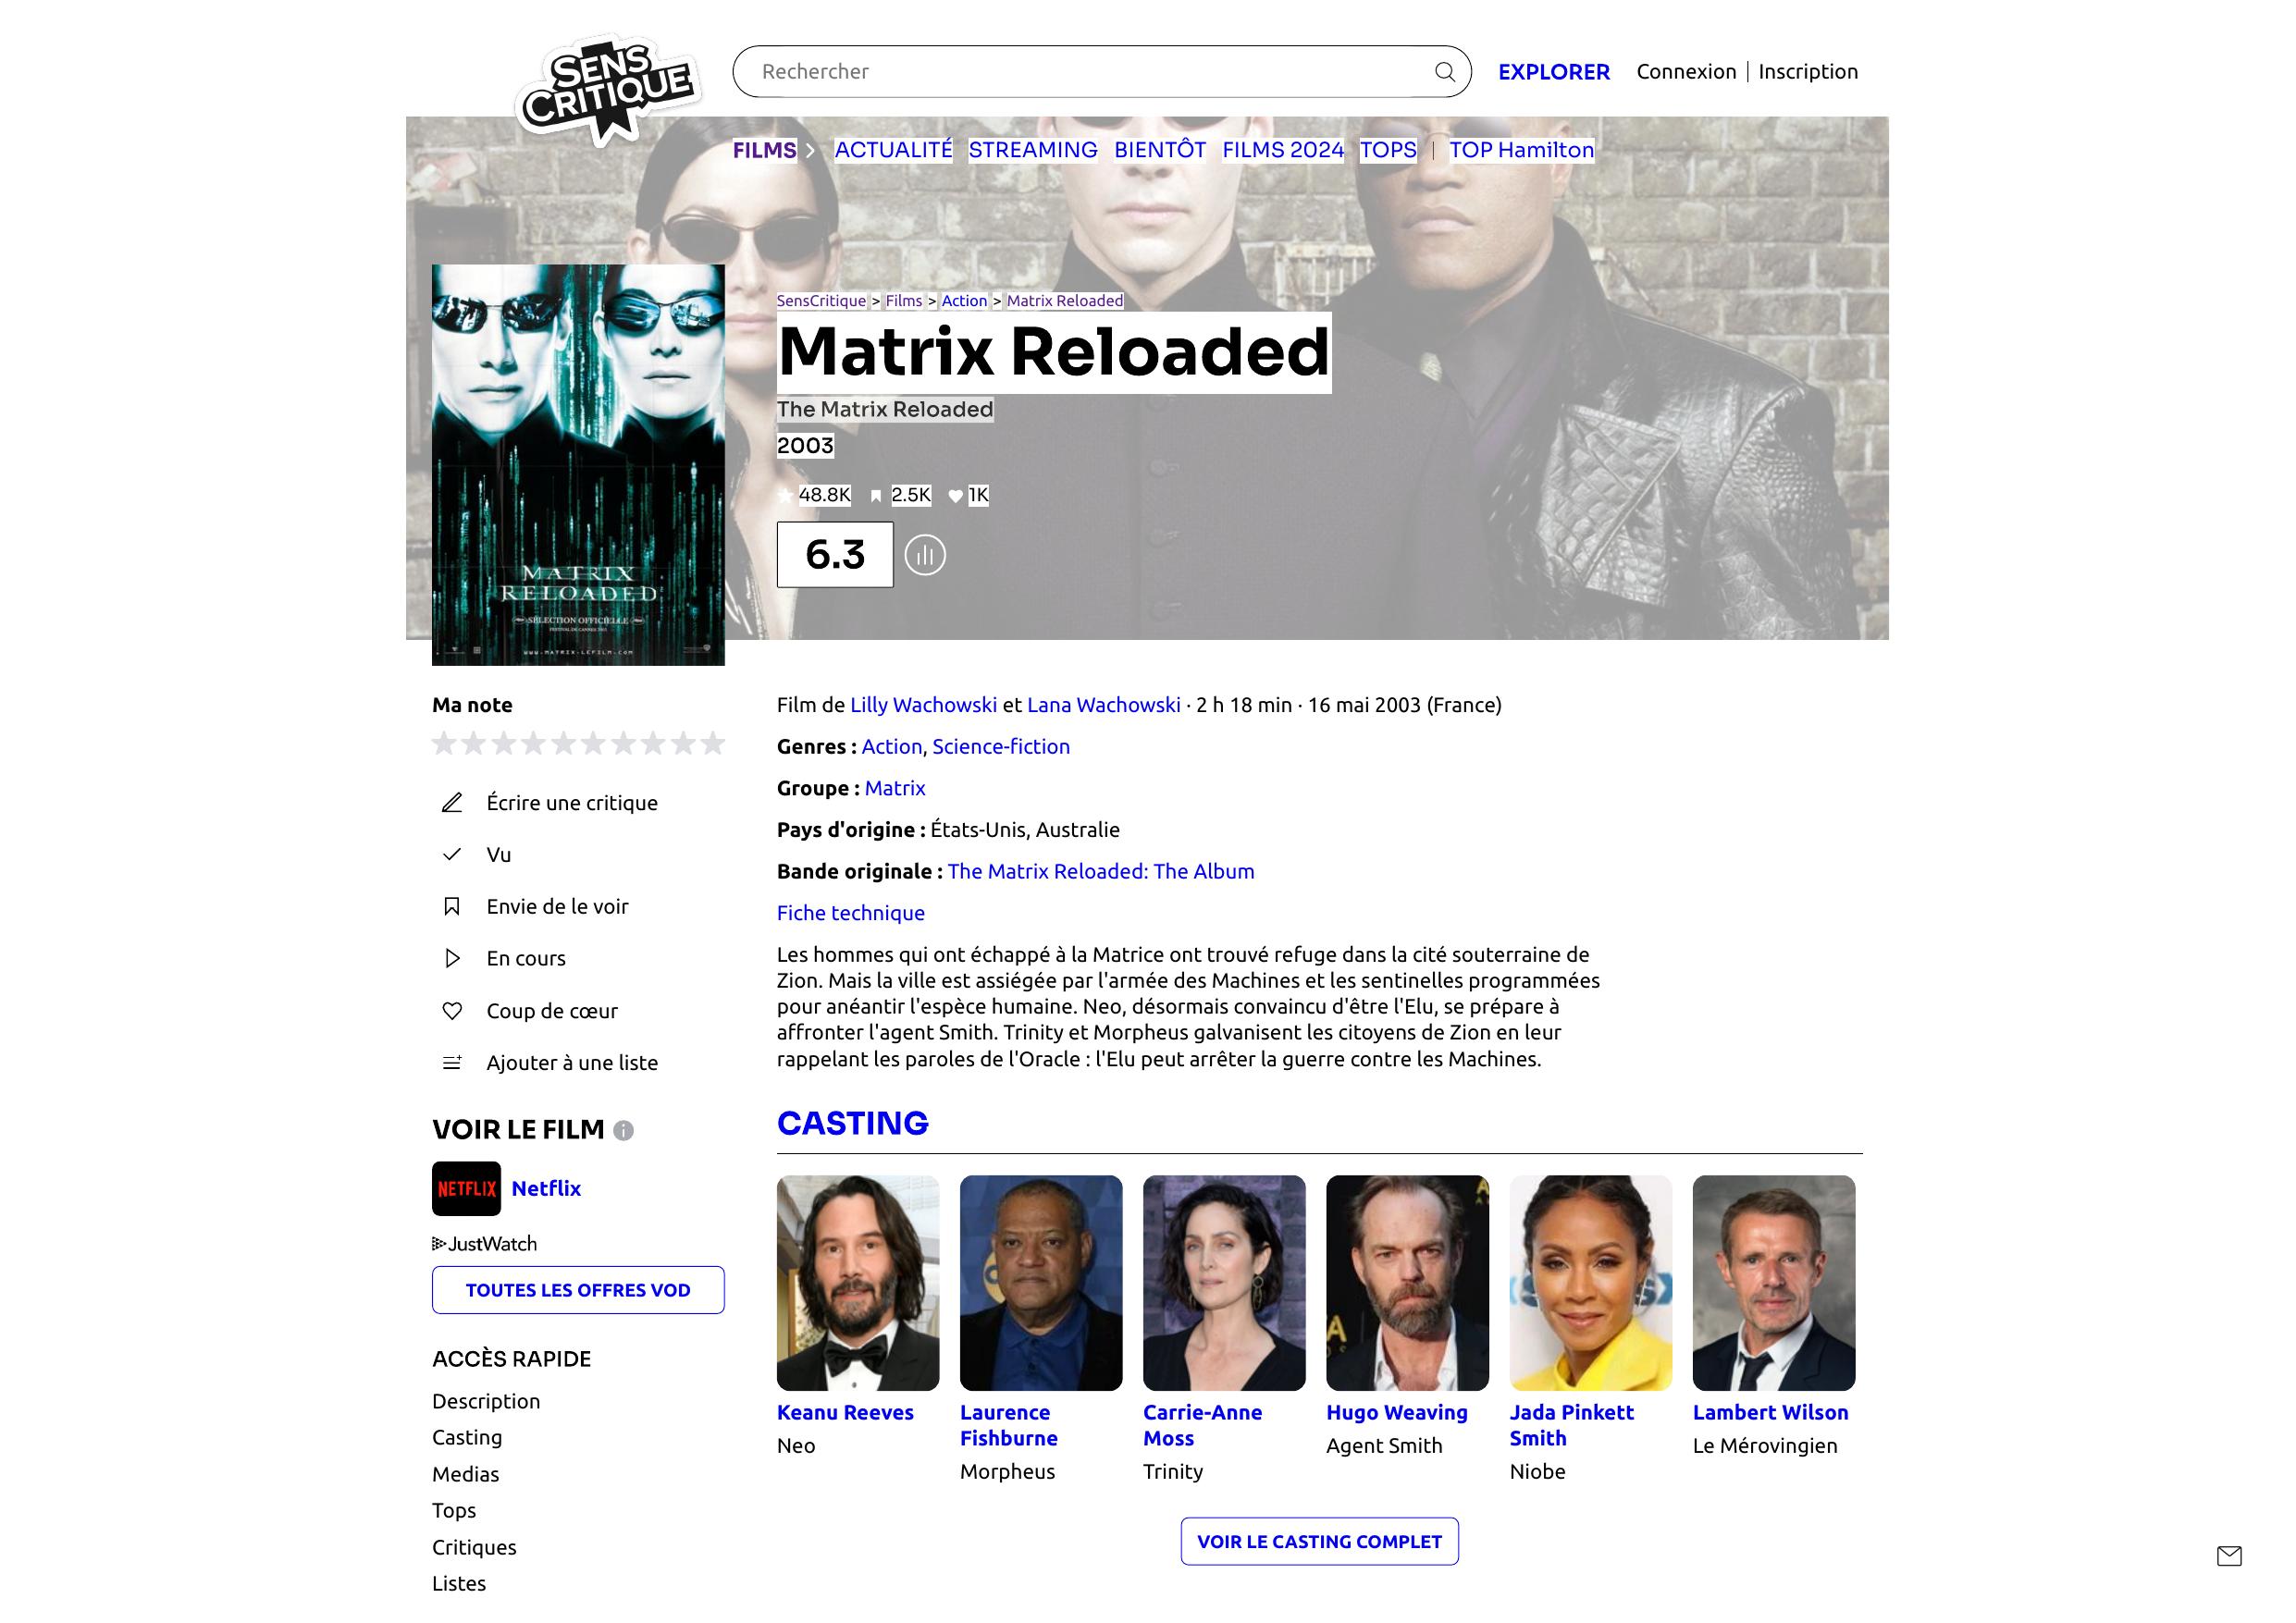 SENS
CRITIQUE
Rechercher
EXPLORER
Connexion | Inscription
FILMS
ACTUALITÉ STREAMING BIENTÔT FILMS 2024 TOPS | TOP Hamilton
SensCritique > Films > Action > Matrix Reloaded
Matrix Reloaded
The Matrix Reloaded
2003
48.8K 2.5K 1K
6.3
MATRIX
RELOADED
SÉLECTION OFFICIELLE
WWW.MATRIX-LEFILM.COM
Ma note
Écrire une critique
Vu
Envie de le voir
En cours
Coup de cœur
Ajouter à une liste
VOIR LE FILM
NETFLIX Netflix
JustWatch
TOUTES LES OFFRES VOD
ACCÈS RAPIDE
Description
Casting
Medias
Tops
Critiques
Listes
Film de Lilly Wachowski et Lana Wachowski · 2 h 18 min · 16 mai 2003 (France)
Genres : Action, Science-fiction
Groupe : Matrix
Pays d'origine : États-Unis, Australie
Bande originale : The Matrix Reloaded: The Album
Fiche technique
Les hommes qui ont échappé à la Matrice ont trouvé refuge dans la cité souterraine de
Zion. Mais la ville est assiégée par l'armée des Machines et les sentinelles programmées
pour anéantir l'espèce humaine. Neo, désormais convaincu d'être l'Elu, se prépare à
affronter l'agent Smith. Trinity et Morpheus galvanisent les citoyens de Zion en leur
rappelant les paroles de l'Oracle : l'Elu peut arrêter la guerre contre les Machines.
CASTING
Keanu Reeves
Neo
Laurence
Fishburne
Morpheus
Carrie-Anne
Moss
Trinity
Hugo Weaving
Agent Smith
Jada Pinkett
Smith
Niobe
Lambert Wilson
Le Mérovingien
VOIR LE CASTING COMPLET